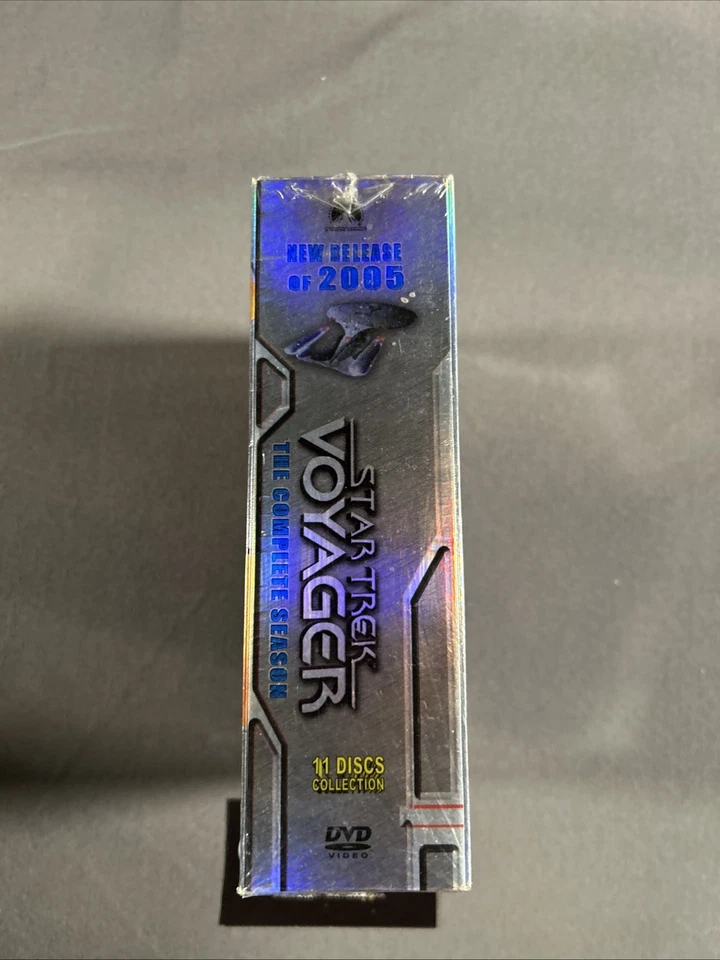 NEW RELEASE
OF 2005
STAR TREK
VOYAGER
THE COMPLETE SEASON
11 DISCS
COLLECTION
DVD
VIDEO